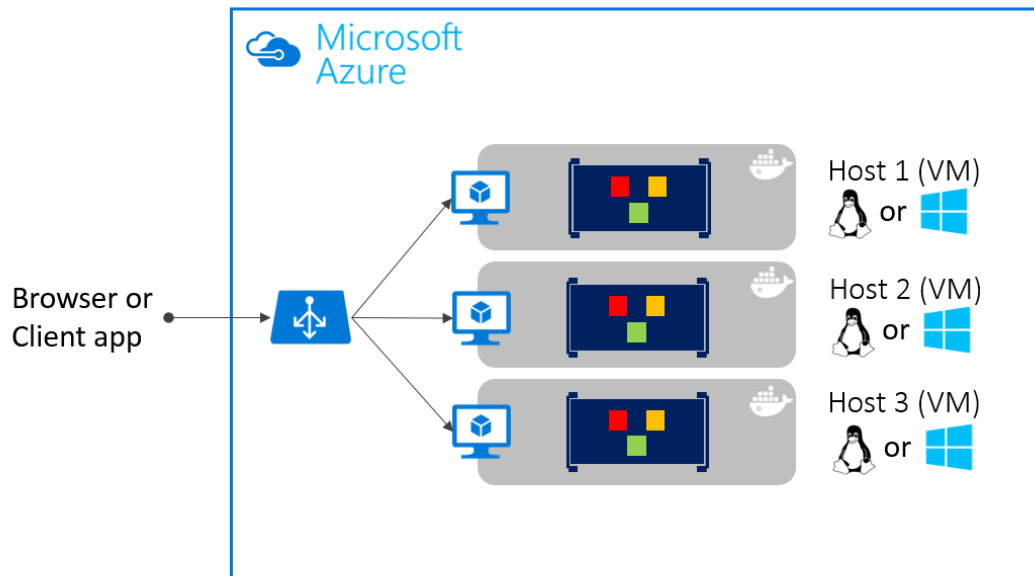 Microsoft
Azure
Host 1 (VM)
or
Browser or
Client app
Host 2 (VM)
or
Host 3 (VM)
or